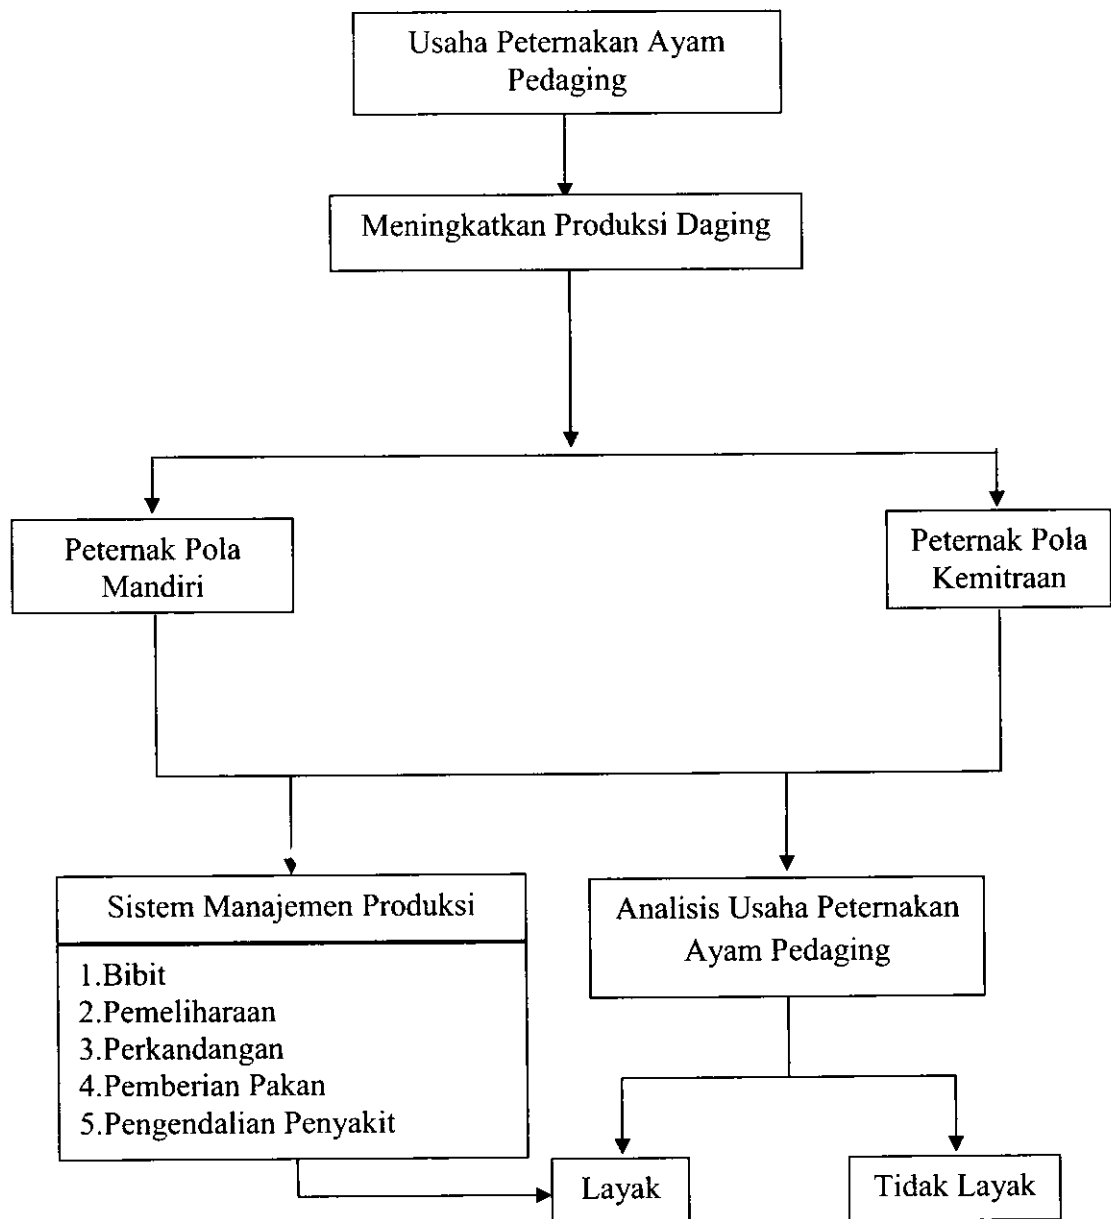 Usaha Peternakan Ayam
Pedaging
Meningkatkan Produksi Daging
Peternak Pola
Mandiri
Peternak Pola
Kemitraan
Sistem Manajemen Produksi
1.Bibit
2.Pemeliharaan
3.Perkandangan
4.Pemberian Pakan
5.Pengendalian Penyakit
Analisis Usaha Peternakan
Ayam Pedaging
Layak
Tidak Layak